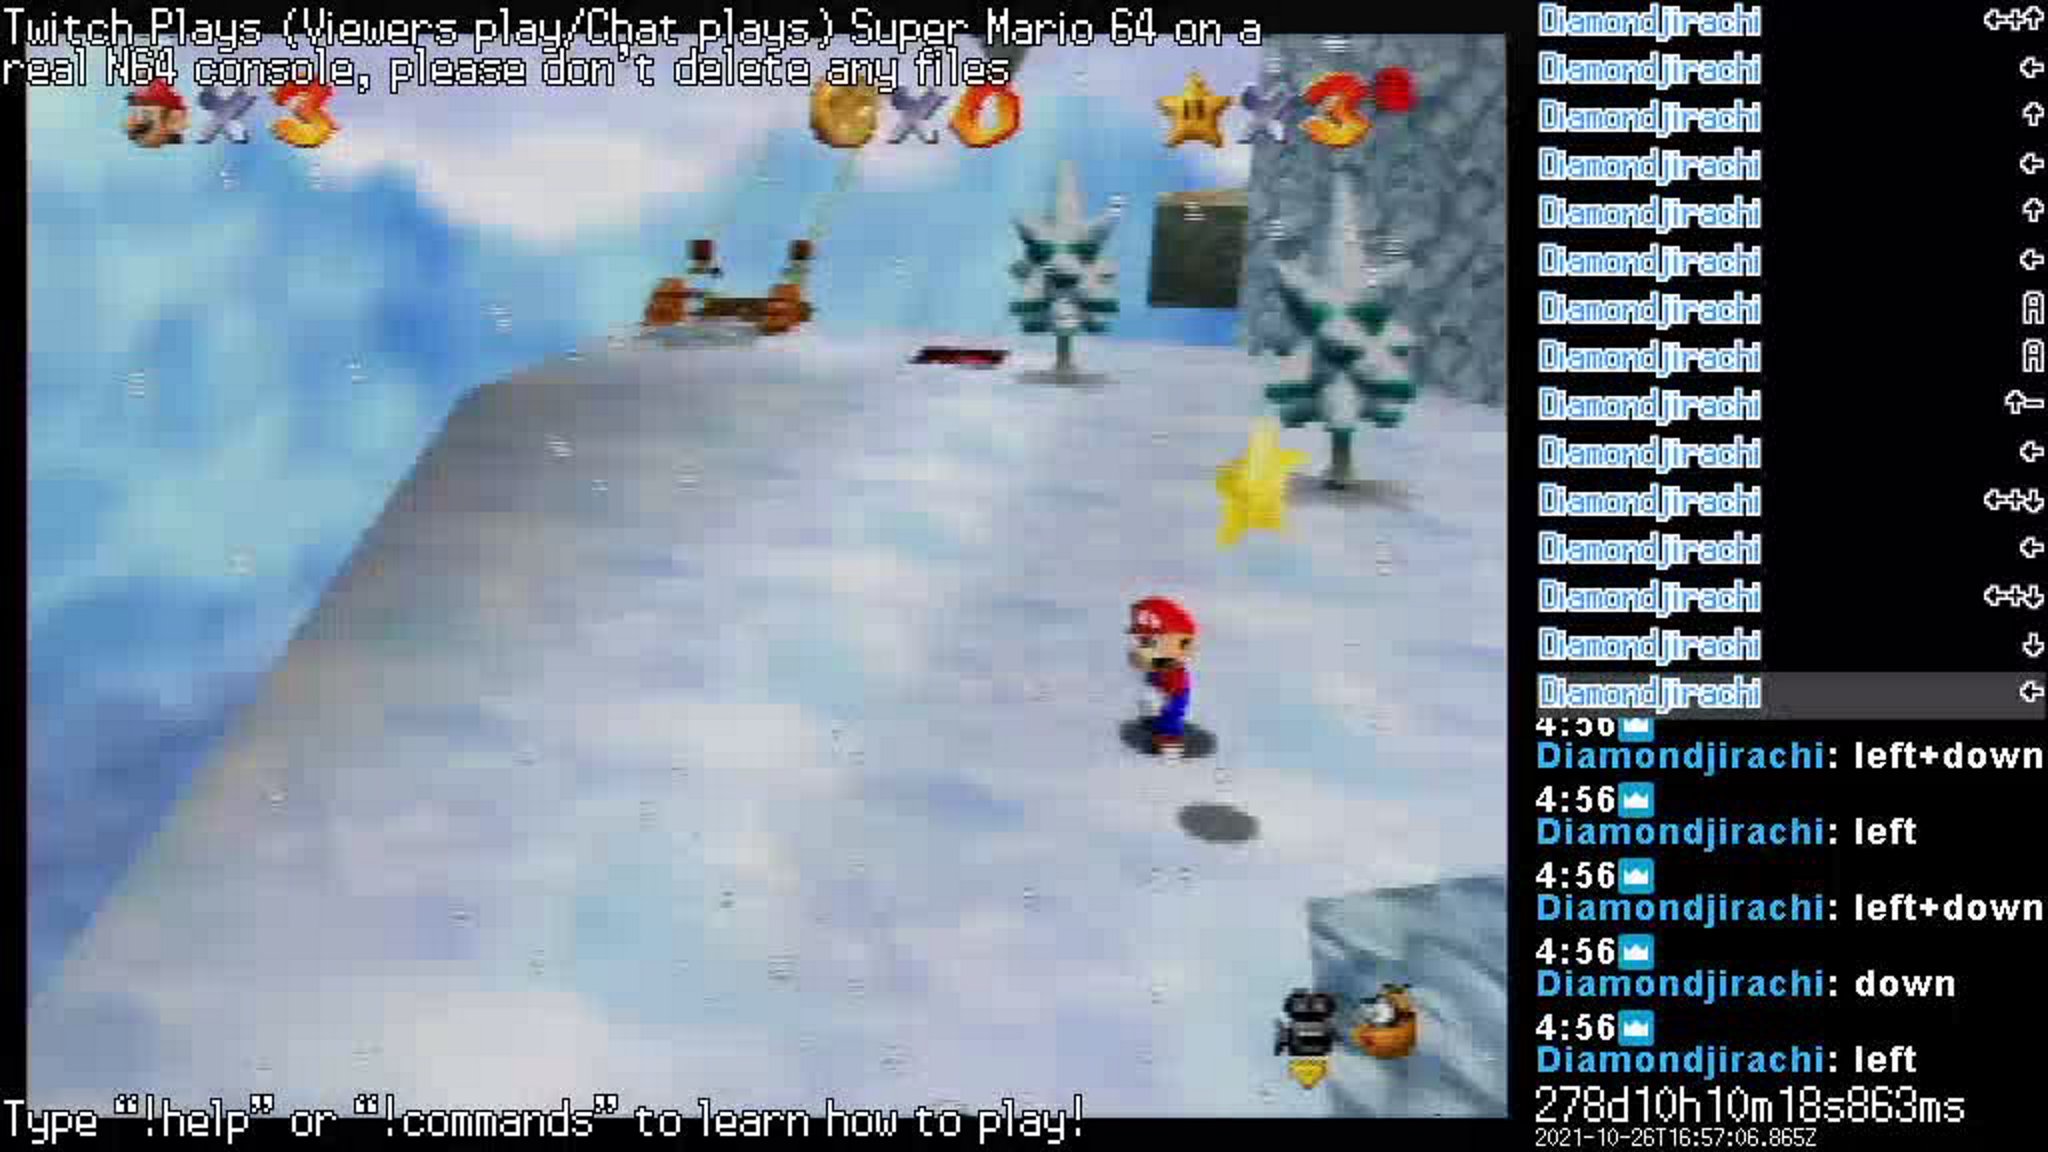 Twitch Plays (Viewers play/Chat plays) Super Mario 64 on a
real N64 console, please don't delete any files
×3
×0
×3
Diamondjirachi ←+↑
Diamondjirachi ←
Diamondjirachi ↑
Diamondjirachi ←
Diamondjirachi ↑
Diamondjirachi ←
Diamondjirachi A
Diamondjirachi A
Diamondjirachi ↑-
Diamondjirachi ←
Diamondjirachi ←+↓
Diamondjirachi ←
Diamondjirachi ←+↓
Diamondjirachi ↓
Diamondjirachi ←
4:56
Diamondjirachi: left+down
4:56
Diamondjirachi: left
4:56
Diamondjirachi: left+down
4:56
Diamondjirachi: down
4:56
Diamondjirachi: left
278d10h10m18s863ms
2021-10-26T16:57:06.865Z
Type “!help” or “!commands” to learn how to play!